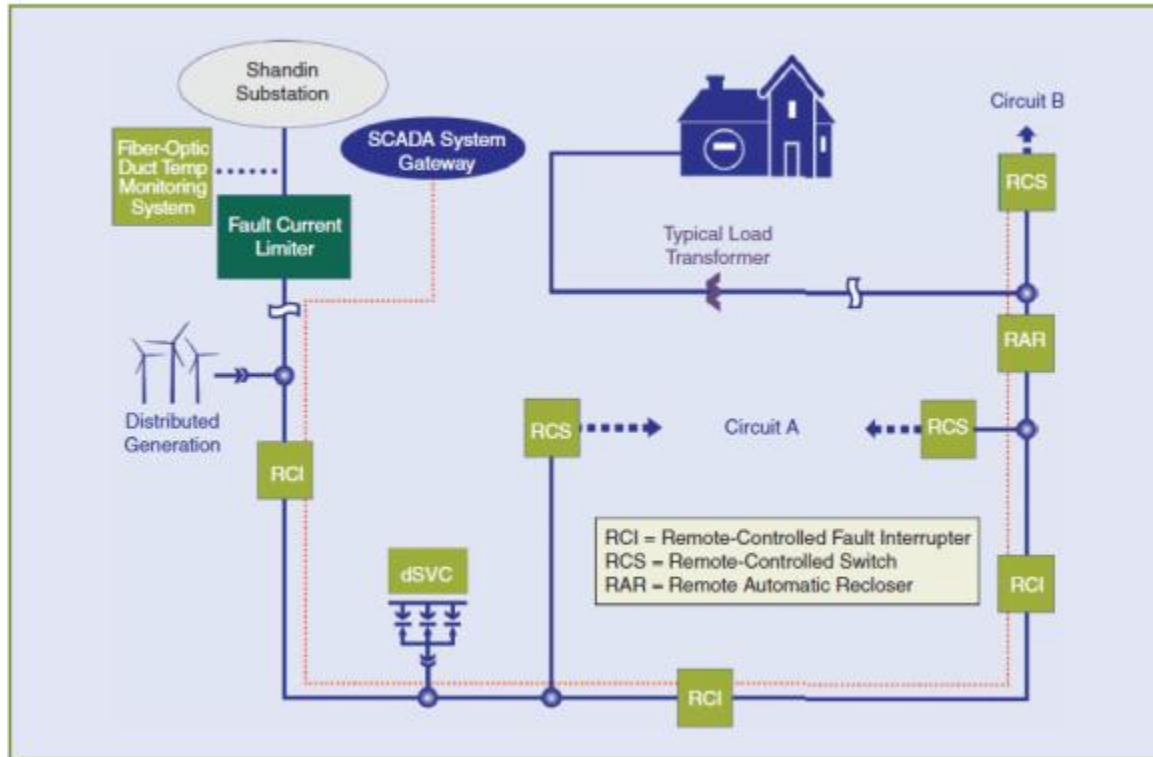 Shandin
Substation
Fiber-Optic
Duct Temp
Monitoring
System
SCADA System
Gateway
Fault Current
Limiter
Circuit B
RCS
Typical Load
Transformer
RAR
Distributed
Generation
RCS
Circuit A
RCS
RCI
RCI = Remote-Controlled Fault Interrupter
RCS = Remote-Controlled Switch
RAR = Remote Automatic Recloser
dSVC
RCI
RCI